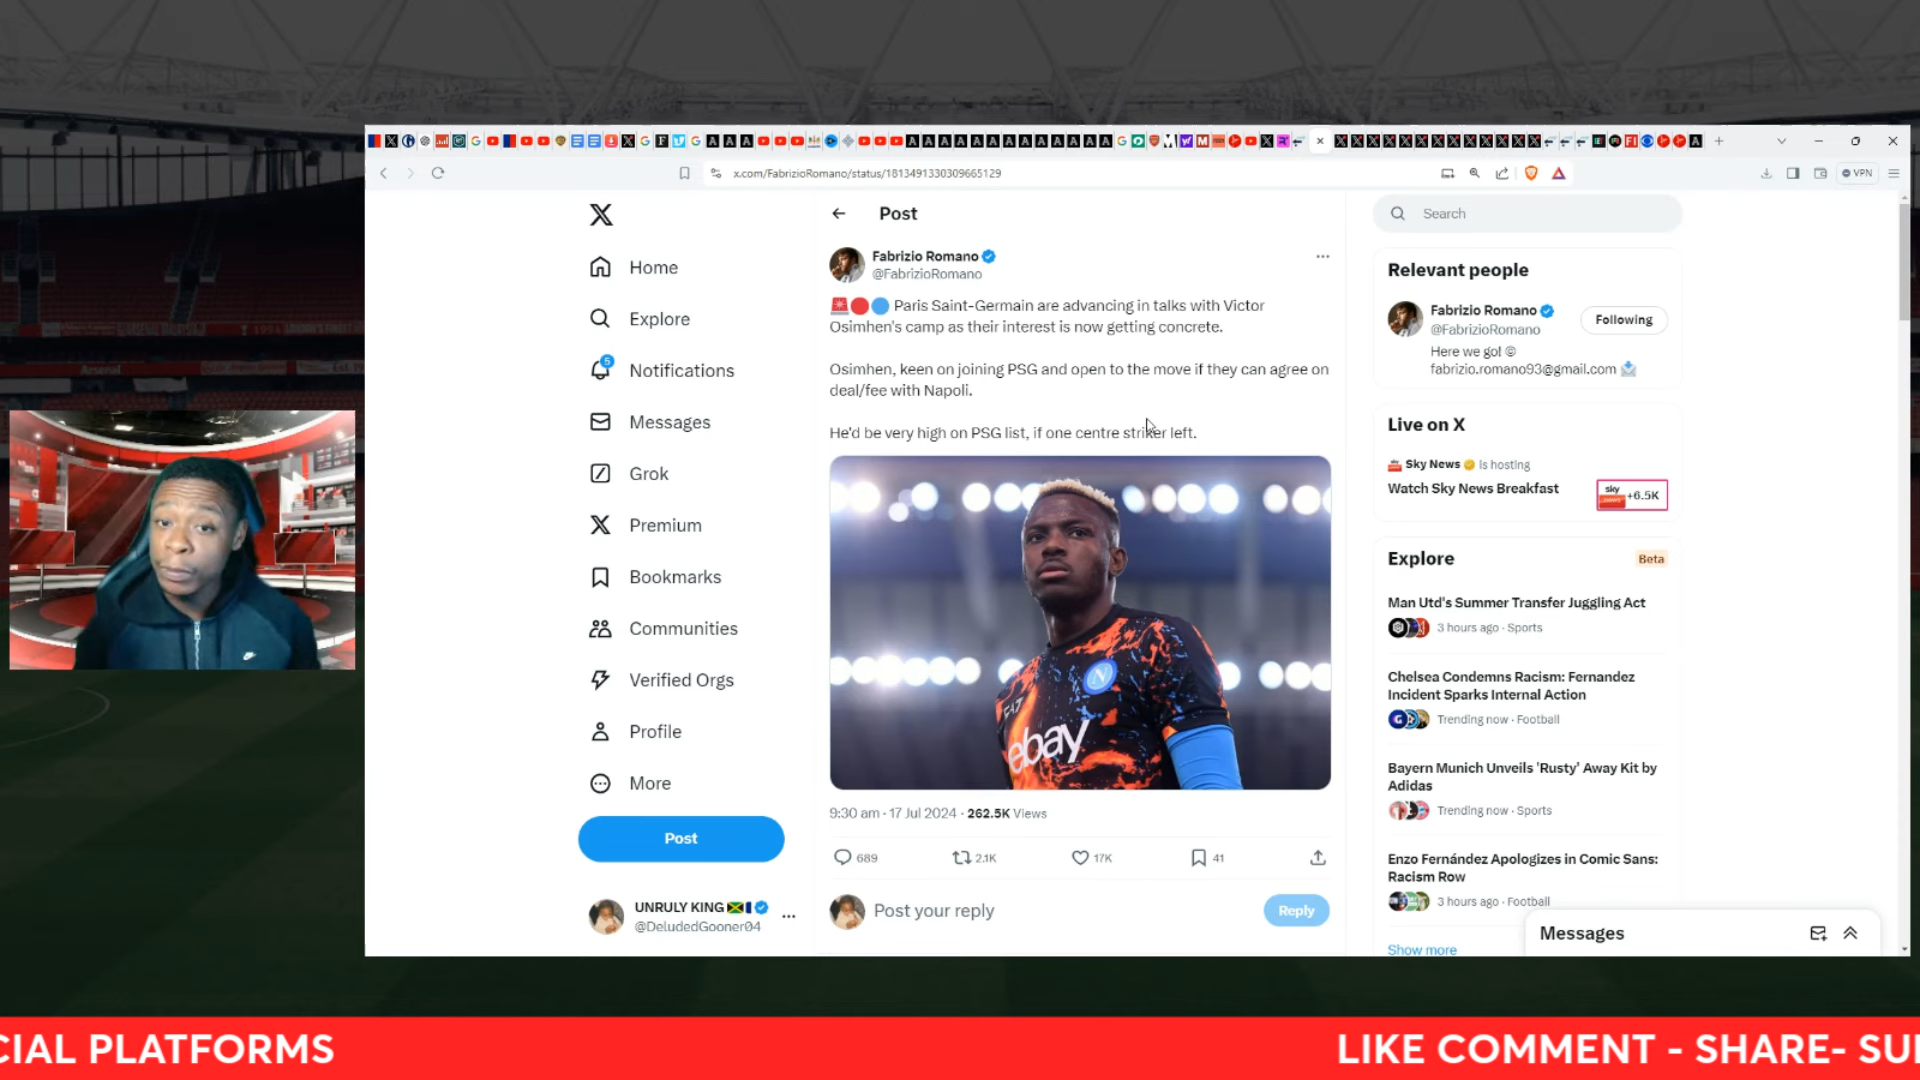 x.com/FabrizioRomano/status/1813491330309665129
VPN
Post
Search
Home
Explore
5
Notifications
Messages
Grok
Premium
Bookmarks
Communities
Verified Orgs
Profile
More
Post
UNRULY KING
@DeludedGooner04
Fabrizio Romano
@FabrizioRomano
Paris Saint-Germain are advancing in talks with Victor
Osimhen's camp as their interest is now getting concrete.
Osimhen, keen on joining PSG and open to the move if they can agree on
deal/fee with Napoli.
He'd be very high on PSG list, if one centre striker left.
N
EA7
ebay
9:30 am · 17 Jul 2024 · 262.5K Views
689
2.1K
17K
41
Post your reply
Reply
Relevant people
Fabrizio Romano
@FabrizioRomano
Following
Here we go! ©
fabrizio.romano93@gmail.com
Live on X
Sky News is hosting
Watch Sky News Breakfast
sky
+6.5K
Explore
Beta
Man Utd's Summer Transfer Juggling Act
3 hours ago · Sports
Chelsea Condemns Racism: Fernandez
Incident Sparks Internal Action
Trending now · Football
Bayern Munich Unveils 'Rusty' Away Kit by
Adidas
Trending now · Sports
Enzo Fernández Apologizes in Comic Sans:
Racism Row
3 hours ago · Football
Show more
Messages
Arsenal
CIAL PLATFORMS
LIKE COMMENT - SHARE- SU